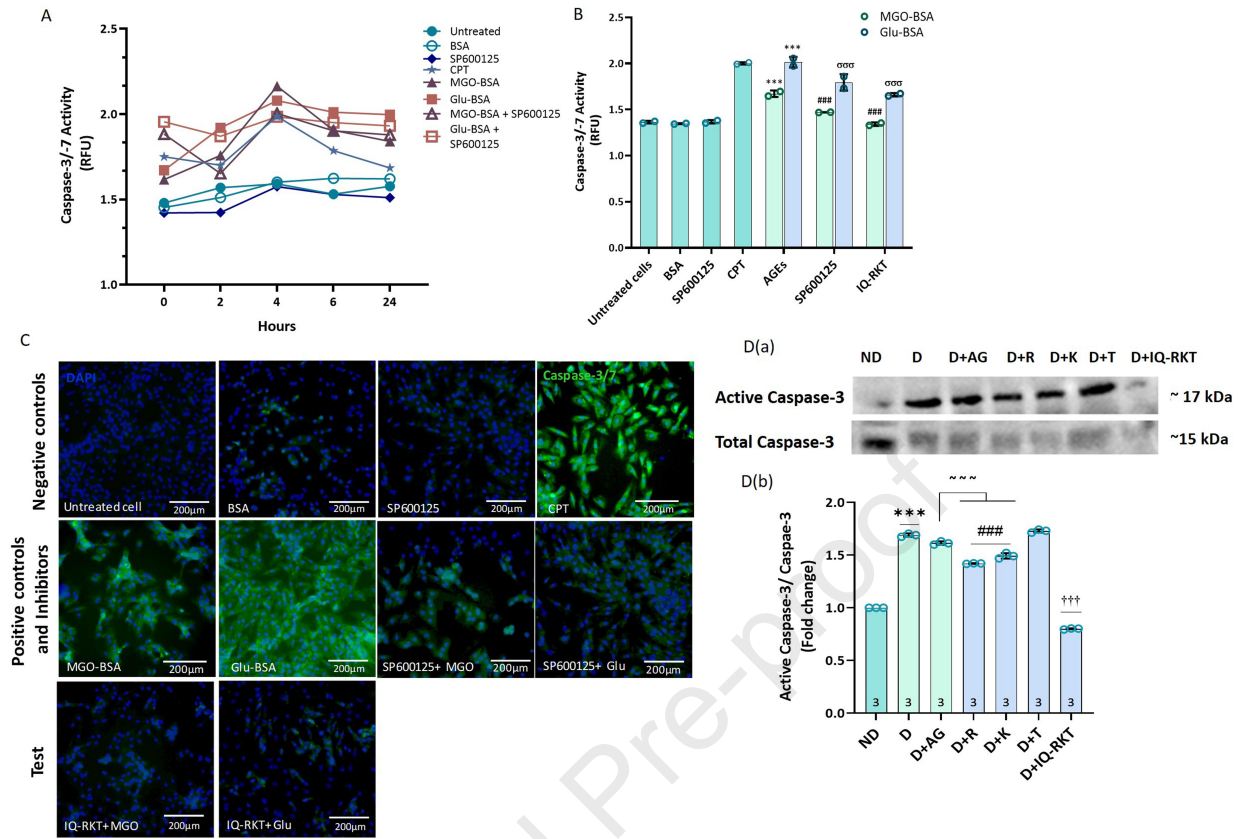 A
2.5
2.0
1.5
1.0
Caspase-3/-7 Activity
(RFU)
0
2
4
6
24
Hours
Untreated
BSA
SP600125
CPT
MGO-BSA
Glu-BSA
MGO-BSA + SP600125
Glu-BSA +
SP600125
B
MGO-BSA
Glu-BSA
2.5
2.0
1.5
1.0
0.5
0.0
Caspase-3/-7 Activity
(RFU)
***
***
###
σσσ
###
σσσ
Untreated cells
BSA
SP600125
CPT
AGEs
SP600125
IQ-RKT
C
Negative controls
DAPI
Untreated cell
200μm
BSA
200μm
SP600125
200μm
Caspase-3/7
CPT
200μm
Positive controls
and Inhibitors
MGO-BSA
200μm
Glu-BSA
200μm
SP600125+ MGO
200μm
SP600125+ Glu
200μm
Test
IQ-RKT+MGO
200μm
IQ-RKT+Glu
200μm
D(a)
ND D D+AG D+R D+K D+T D+IQ-RKT
Active Caspase-3
~ 17 kDa
Total Caspase-3
~15 kDa
D(b)
2.0
1.5
1.0
0.5
0.0
Active Caspase-3/ Caspae-3
(Fold change)
~ ~ ~
***
###
†††
3 3 3 3 3 3 3
ND
D
D+AG
D+R
D+K
D+T
D+IQ-RKT
Pre-proof